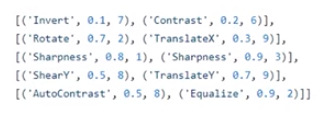 [('Invert', 0.1, 7), ('Contrast', 0.2, 6)],
[('Rotate', 0.7, 2), ('TranslateX', 0.3, 9)],
[('Sharpness', 0.8, 1), ('Sharpness', 0.9, 3)],
[('ShearY', 0.5, 8), ('TranslateY', 0.7, 9)],
[('AutoContrast', 0.5, 8), ('Equalize', 0.9, 2)]]